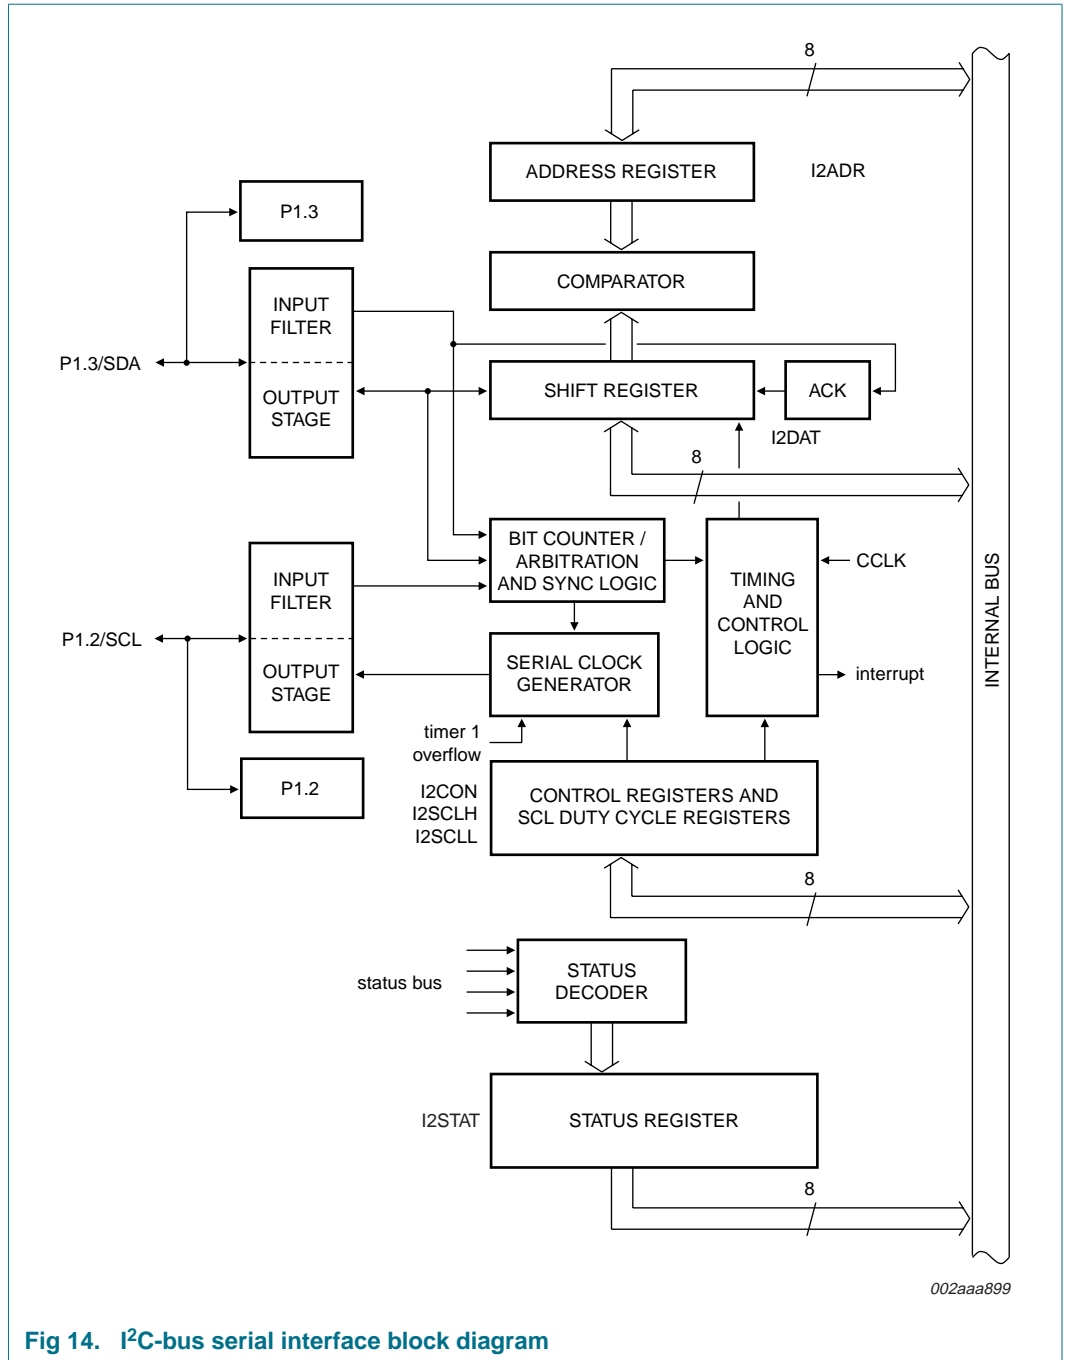 8
ADDRESS REGISTER
I2ADR
P1.3
COMPARATOR
INPUT
FILTER
P1.3/SDA
OUTPUT
STAGE
SHIFT REGISTER
ACK
I2DAT
8
BIT COUNTER /
ARBITRATION
AND SYNC LOGIC
INPUT
FILTER
TIMING
AND
CONTROL
LOGIC
CCLK
INTERNAL BUS
P1.2/SCL
OUTPUT
STAGE
SERIAL CLOCK
GENERATOR
interrupt
timer 1
overflow
P1.2
I2CON
I2SCLH
I2SCLL
CONTROL REGISTERS AND
SCL DUTY CYCLE REGISTERS
8
status bus
STATUS
DECODER
I2STAT
STATUS REGISTER
8
002aaa899
Fig 14. I²C-bus serial interface block diagram